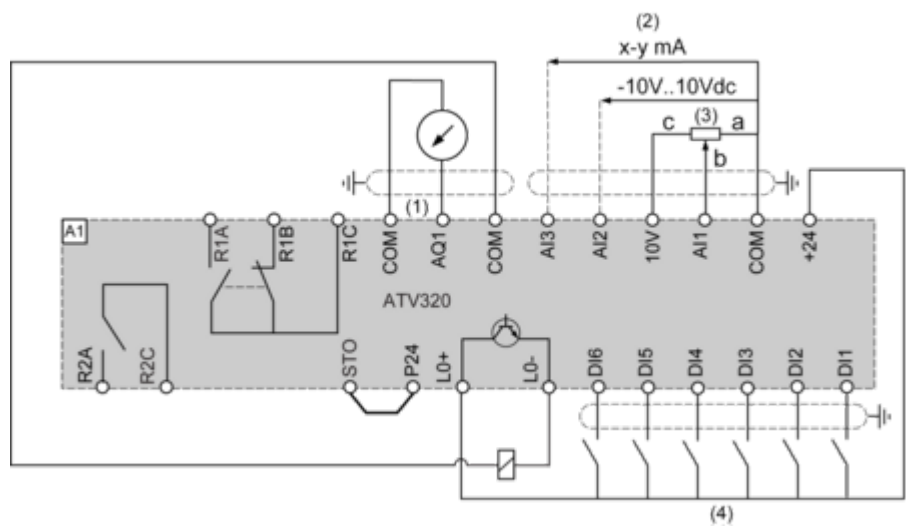 (2)
x-y mA
-10V..10Vdc
c (3) a
b
(1)
A1
R1A R1B R1C COM AQ1 COM AI3 AI2 10V AI1 COM +24
ATV320
R2A R2C STO P24 L0+ L0- DI6 DI5 DI4 DI3 DI2 DI1
(4)